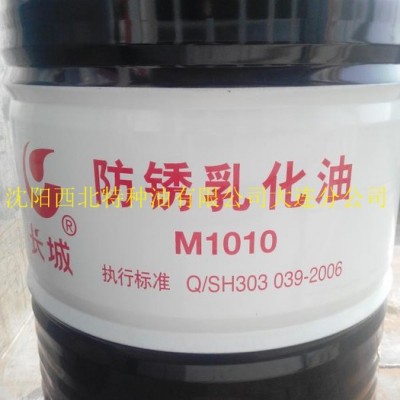 防锈乳化油
沈阳西北特种油有限公司大连分公司
长城®
M1010
执行标准 Q/SH303 039-2006